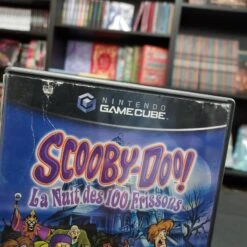 NINTENDO
GAMECUBE
SCOOBY-DOO!
La Nuit des 100 Frissons